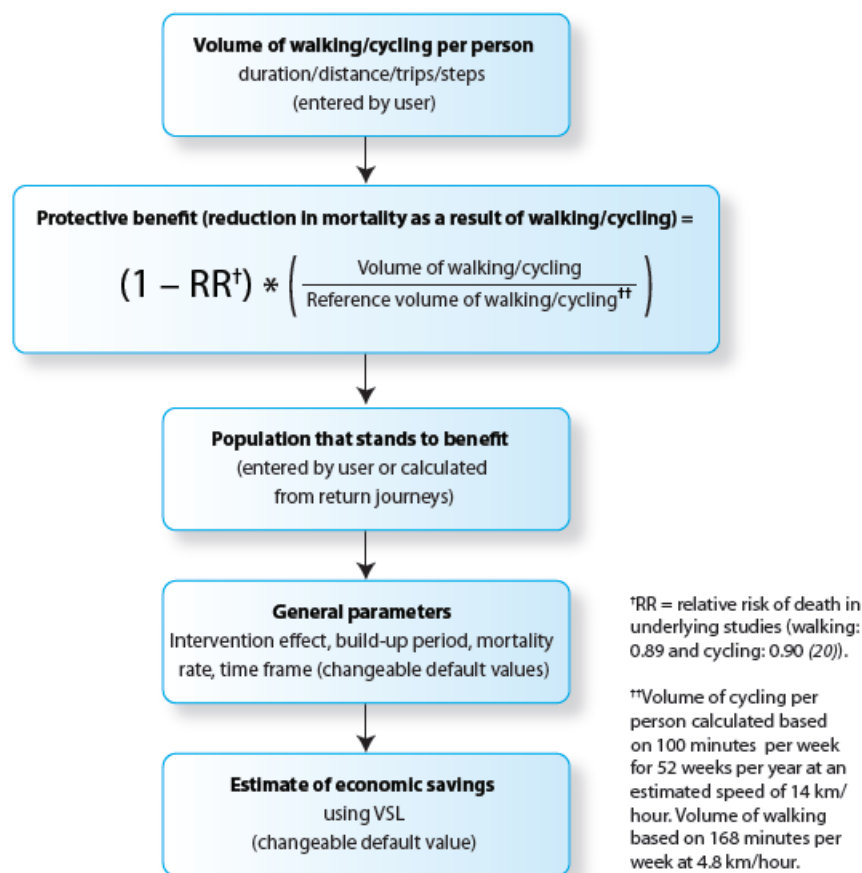 Volume of walking/cycling per person
duration/distance/trips/steps
(entered by user)
Protective benefit (reduction in mortality as a result of walking/cycling) =
(1 – RR†) * ( Volume of walking/cycling
Reference volume of walking/cycling†† )
Population that stands to benefit
(entered by user or calculated
from return journeys)
General parameters
Intervention effect, build-up period, mortality
rate, time frame (changeable default values)
Estimate of economic savings
using VSL
(changeable default value)
†RR = relative risk of death in
underlying studies (walking:
0.89 and cycling: 0.90 (20)).
††Volume of cycling per
person calculated based
on 100 minutes per week
for 52 weeks per year at an
estimated speed of 14 km/
hour. Volume of walking
based on 168 minutes per
week at 4.8 km/hour.